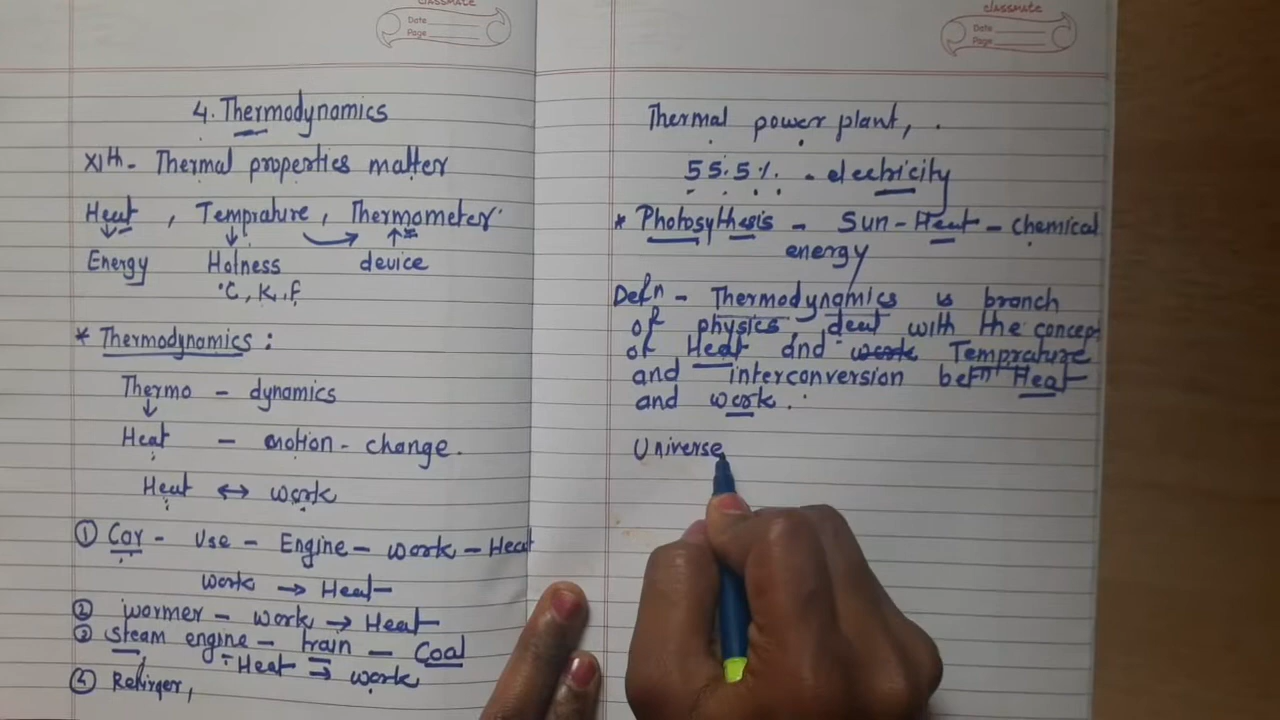 classmate
Date
Page
4. Thermodynamics
XIth - Thermal properties matter
Heat , Temprature , Thermometer
Energy Hotness device
°C, K, F
* Thermodynamics :
Thermo - dynamics
Heat - motion - change.
Heat ↔ work
① Car - Use - Engine - work - Heat
work → Heat
② wormer - work → Heat
③ steam engine - train - Coal
Heat → work
④ Refirger,
classmate
Date
Page
Thermal power plant,
55.5% - electricity
* Photosythesis - Sun - Heat - chemical
energy
Defn - Thermodynamics is branch
of physics, deal with the concept
of Heat and work Temprature
and interconversion betn Heat
and work.
Universe